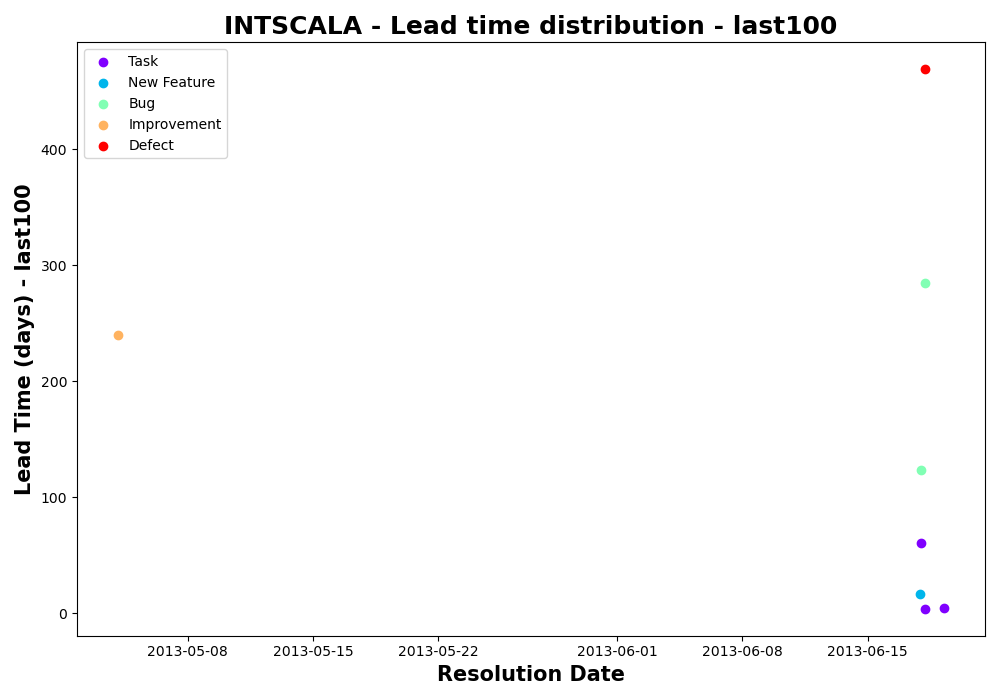 INTSCALA - Lead time distribution - last100
Task
New Feature
Bug
Improvement
Defect
Lead Time (days) - last100
400
300
200
100
0
2013-05-08
2013-05-15
2013-05-22
2013-06-01
2013-06-08
2013-06-15
Resolution Date